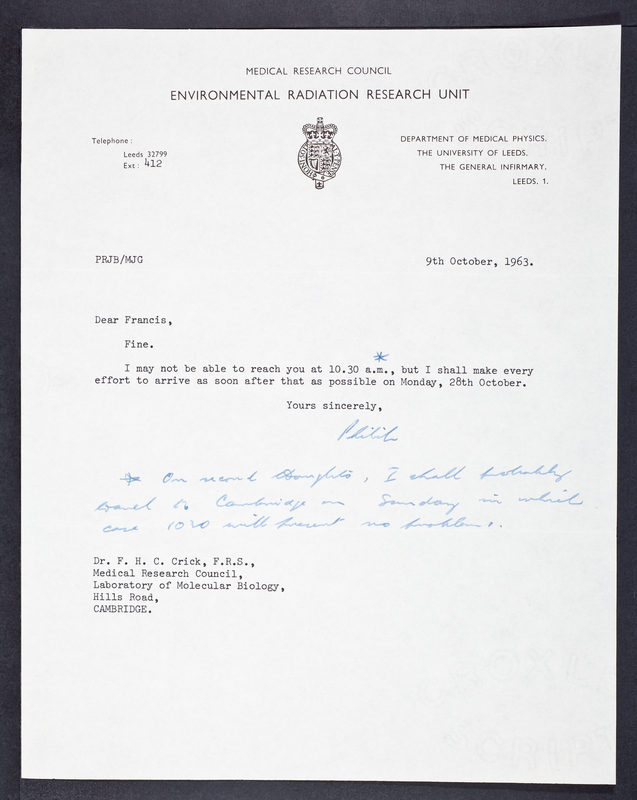 MEDICAL RESEARCH COUNCIL
ENVIRONMENTAL RADIATION RESEARCH UNIT
Telephone :
Leeds 32799
Ext : 412
DEPARTMENT OF MEDICAL PHYSICS.
THE UNIVERSITY OF LEEDS.
THE GENERAL INFIRMARY.
LEEDS. 1.
PRJB/MJG
9th October, 1963.
Dear Francis,
Fine.
*
I may not be able to reach you at 10.30 a.m., but I shall make every
effort to arrive as soon after that as possible on Monday, 28th October.
Yours sincerely,
Philip
* On second thoughts, I shall probably
travel to Cambridge on Sunday in which
case 1030 will present no problems.
Dr. F. H. C. Crick, F.R.S.,
Medical Research Council,
Laboratory of Molecular Biology,
Hills Road,
CAMBRIDGE.